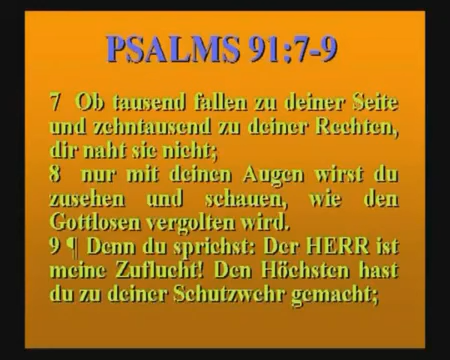 PSALMS 91:7-9
7 Ob tausend fallen zu deiner Seite
und zehntausend zu deiner Rechten,
dir naht sie nicht;
8 nur mit deinen Augen wirst du
zusehen und schauen, wie den
Gottlosen vergolten wird.
9 ¶ Denn du sprichst: Der HERR ist
meine Zuflucht! Den Höchsten hast
du zu deiner Schutzwehr gemacht;